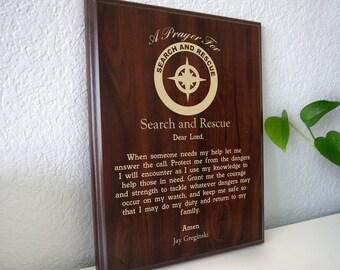 A Prayer For
SEARCH AND RESCUE
Search and Rescue
Dear Lord,
When someone needs my help let me
answer the call. Protect me from the dangers
I will encounter as I use my knowledge to
help those in need. Grant me the courage
and strength to tackle whatever dangers may
occur on my watch, and keep me safe so
that I may do my duty and return to my
family.
Amen
Jay Greginski